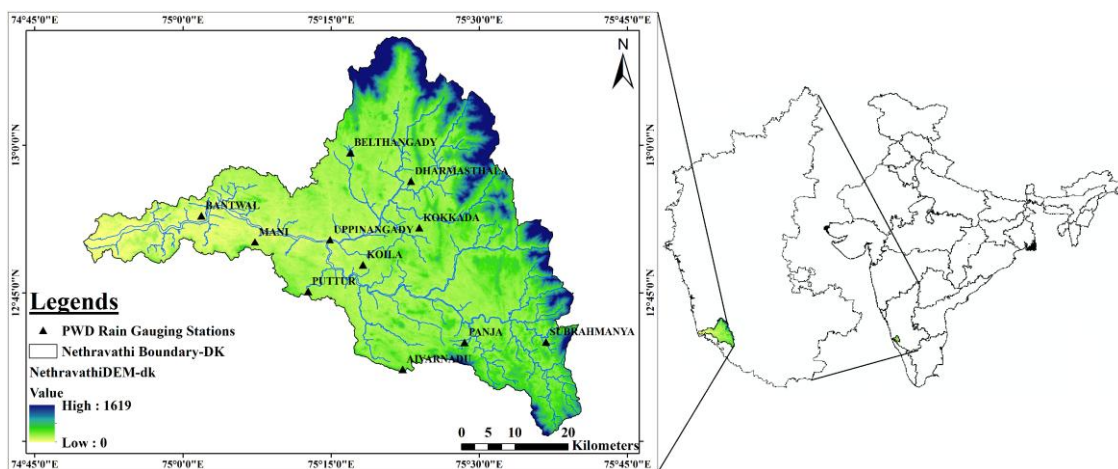 74°45'0"E 75°0'0"E 75°15'0"E 75°30'0"E 75°45'0"E
N
13°0'0"N
13°0'0"N
BELTHANGADY
DHARMASTHALA
BANTWAL
KOKKADA
MANI
UPPINANGADY
KOILA
PUTTUR
12°45'0"N
12°45'0"N
PANJA
SUBRAHMANYA
AIVARNADU
Legends
PWD Rain Gauging Stations
Nethravathi Boundary-DK
NethravathiDEM-dk
Value
High : 1619
Low : 0
0 5 10 20
Kilometers
74°45'0"E 75°0'0"E 75°15'0"E 75°30'0"E 75°45'0"E